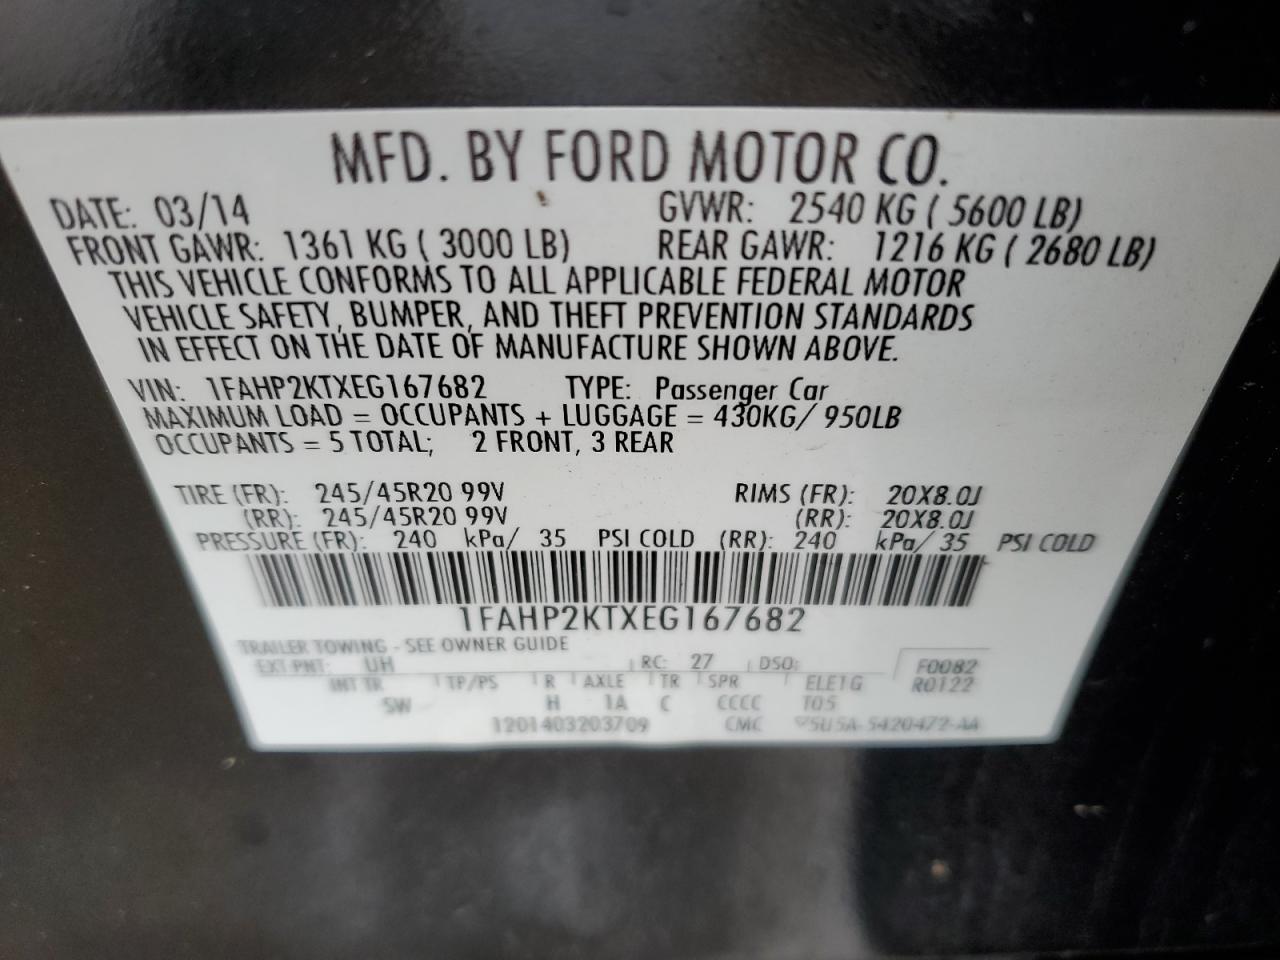 MFD. BY FORD MOTOR CO.
DATE: 03/14 GVWR: 2540 KG ( 5600 LB)
FRONT GAWR: 1361 KG ( 3000 LB) REAR GAWR: 1216 KG ( 2680 LB)
THIS VEHICLE CONFORMS TO ALL APPLICABLE FEDERAL MOTOR
VEHICLE SAFETY, BUMPER, AND THEFT PREVENTION STANDARDS
IN EFFECT ON THE DATE OF MANUFACTURE SHOWN ABOVE.
VIN: 1FAHP2KTXEG167682 TYPE: Passenger Car
MAXIMUM LOAD = OCCUPANTS + LUGGAGE = 430KG/ 950LB
OCCUPANTS = 5 TOTAL; 2 FRONT, 3 REAR
TIRE (FR): 245/45R20 99V RIMS (FR): 20X8.0J
(RR): 245/45R20 99V (RR): 20X8.0J
PRESSURE (FR): 240 kPa/ 35 PSI COLD (RR): 240 kPa/ 35 PSI COLD
1FAHP2KTXEG167682
TRAILER TOWING - SEE OWNER GUIDE
EXT PNT: UH RC: 27 DSO: F0082
INT TR TP/PS R AXLE TR SPR ELE1G R0122
5W H 1A C CCCC T05
1201403203709 CMC 5U5A-5420472-AA